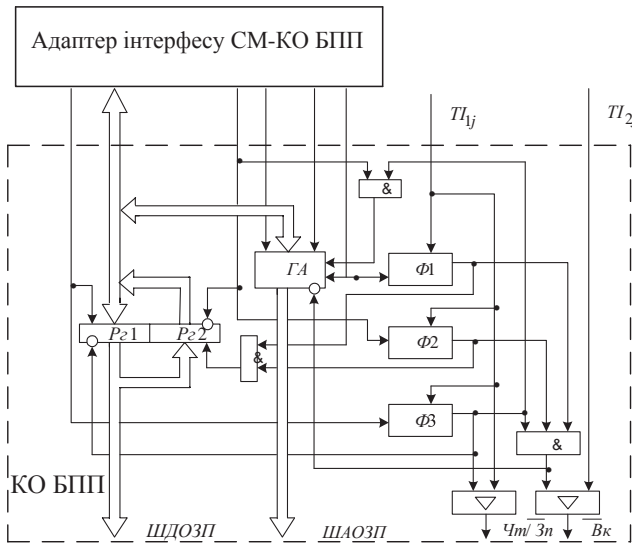 Адаптер інтерфесу СМ-КО БПП
TI1j
TI2j
&
ГА
Ф1
Рг1
Рг2
&
Ф2
Ф3
&
КО БПП
ШДОЗП
ШАОЗП
Чт/Зп
Вк